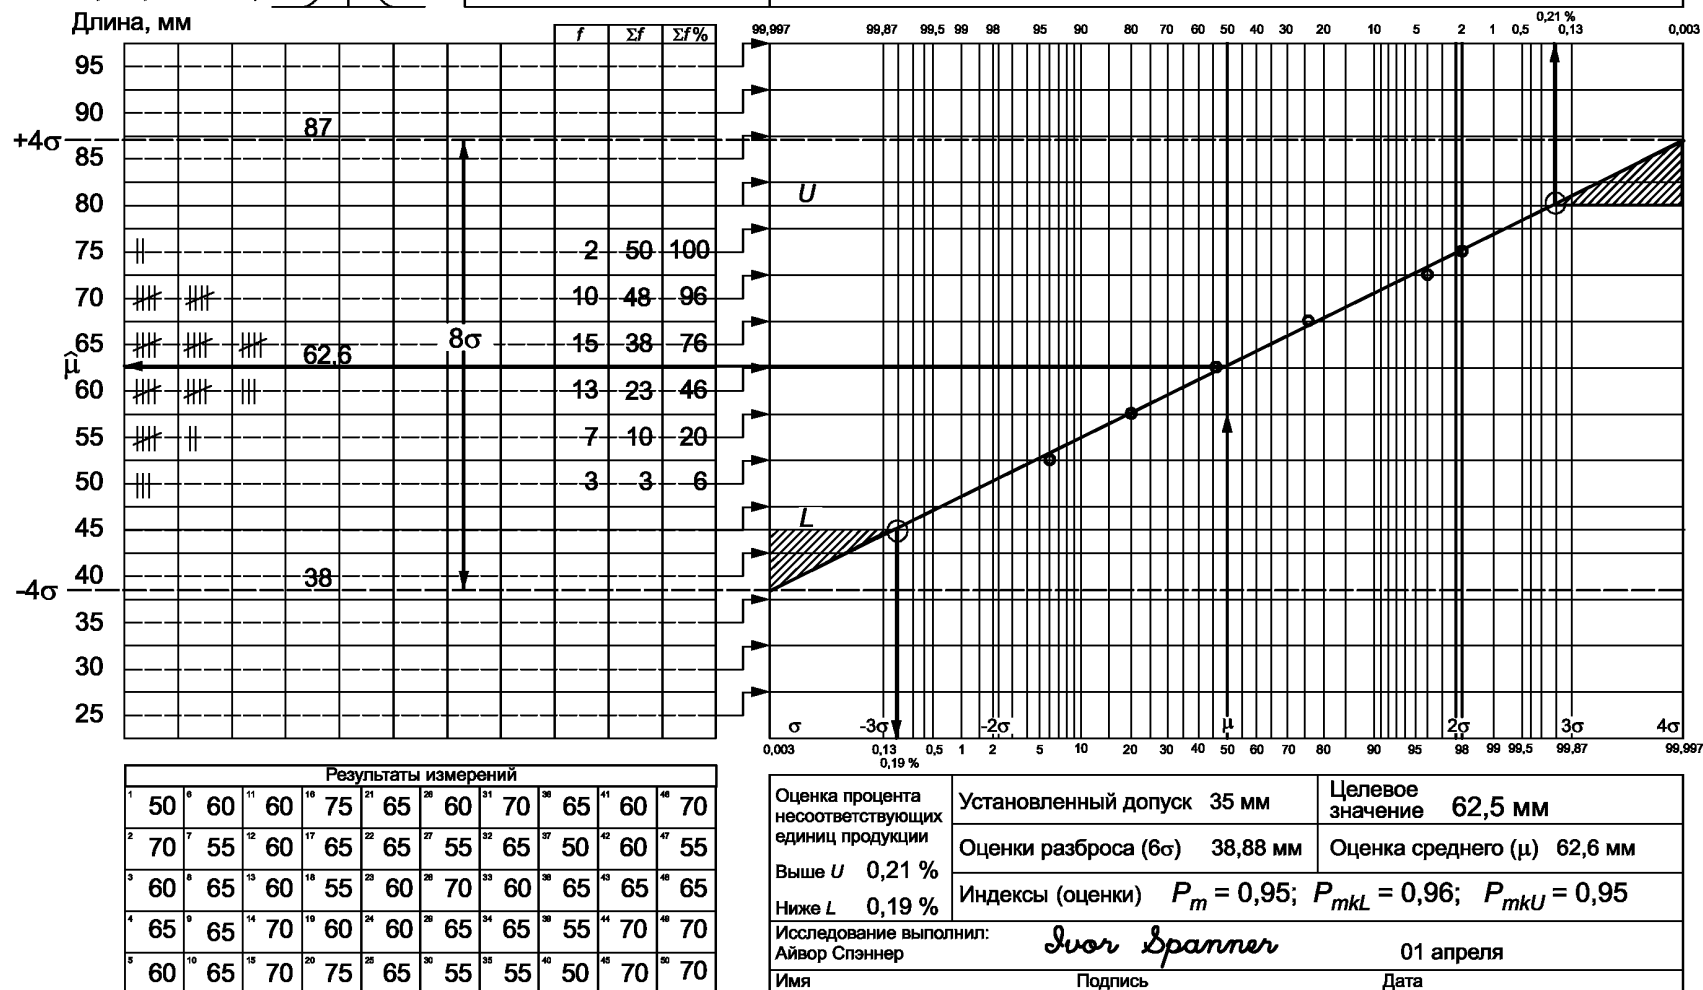 Длина, мм
f Σf Σf%
99,997 99,87 99,5 99 98 95 90 80 70 60 50 40 30 20 10 5 2 1 0,5 0,21 % 0,13 0,003
95
90
87
+4σ
85
U
80
75 2 50 100
70 10 48 96
8σ
65 15 38 76
62,6
μ̂
60 13 23 46
55 7 10 20
50 3 3 6
L
45
40
38
-4σ
35
30
25
σ -3σ -2σ μ 2σ 3σ 4σ
0,003 0,13 0,5 1 2 5 10 20 30 40 50 60 70 80 90 95 98 99 99,5 99,87 99,997
0,19 %
Результаты измерений
1 50 6 60 11 60 16 75 21 65 26 60 31 70 36 65 41 60 46 70
2 70 7 55 12 60 17 65 22 65 27 55 32 65 37 50 42 60 47 55
3 60 8 65 13 60 18 55 23 60 28 70 33 60 38 65 43 65 48 65
4 65 9 65 14 70 19 60 24 60 29 65 34 65 39 55 44 70 49 70
5 60 10 65 15 70 20 75 25 65 30 55 35 55 40 50 45 70 50 70
Оценка процента
несоответствующих
единиц продукции
Выше U 0,21 %
Ниже L 0,19 %
Установленный допуск 35 мм
Целевое
значение 62,5 мм
Оценки разброса (6σ) 38,88 мм
Оценка среднего (μ) 62,6 мм
Индексы (оценки) Pm = 0,95; PmkL = 0,96; PmkU = 0,95
Исследование выполнил:
Айвор Спэннер Ivor Spanner 01 апреля
Имя Подпись Дата